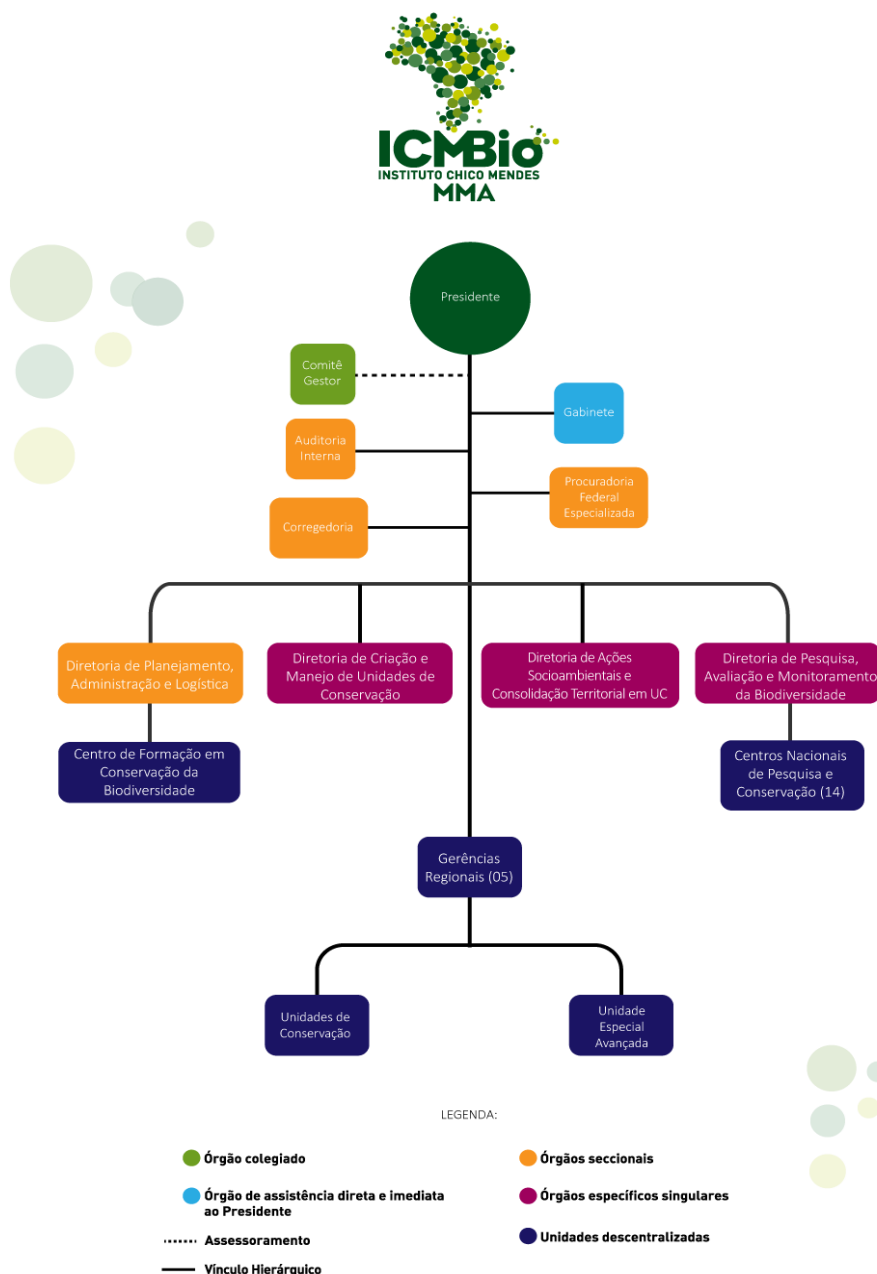 ICMBio
INSTITUTO CHICO MENDES
MMA
Presidente
Comitê
Gestor
Gabinete
Auditoria
Interna
Procuradoria
Federal
Especializada
Corregedoria
Diretoria de Planejamento,
Administração e Logística
Diretoria de Criação e
Manejo de Unidades de
Conservação
Diretoria de Ações
Socioambientais e
Consolidação Territorial em UC
Diretoria de Pesquisa,
Avaliação e Monitoramento
da Biodiversidade
Centro de Formação em
Conservação da
Biodiversidade
Centros Nacionais
de Pesquisa e
Conservação (14)
Gerências
Regionais (05)
Unidades de
Conservação
Unidade
Especial
Avançada
LEGENDA:
Órgão colegiado
Órgão de assistência direta e imediata
ao Presidente
Assessoramento
Vínculo Hierárquico
Órgãos seccionais
Órgãos específicos singulares
Unidades descentralizadas